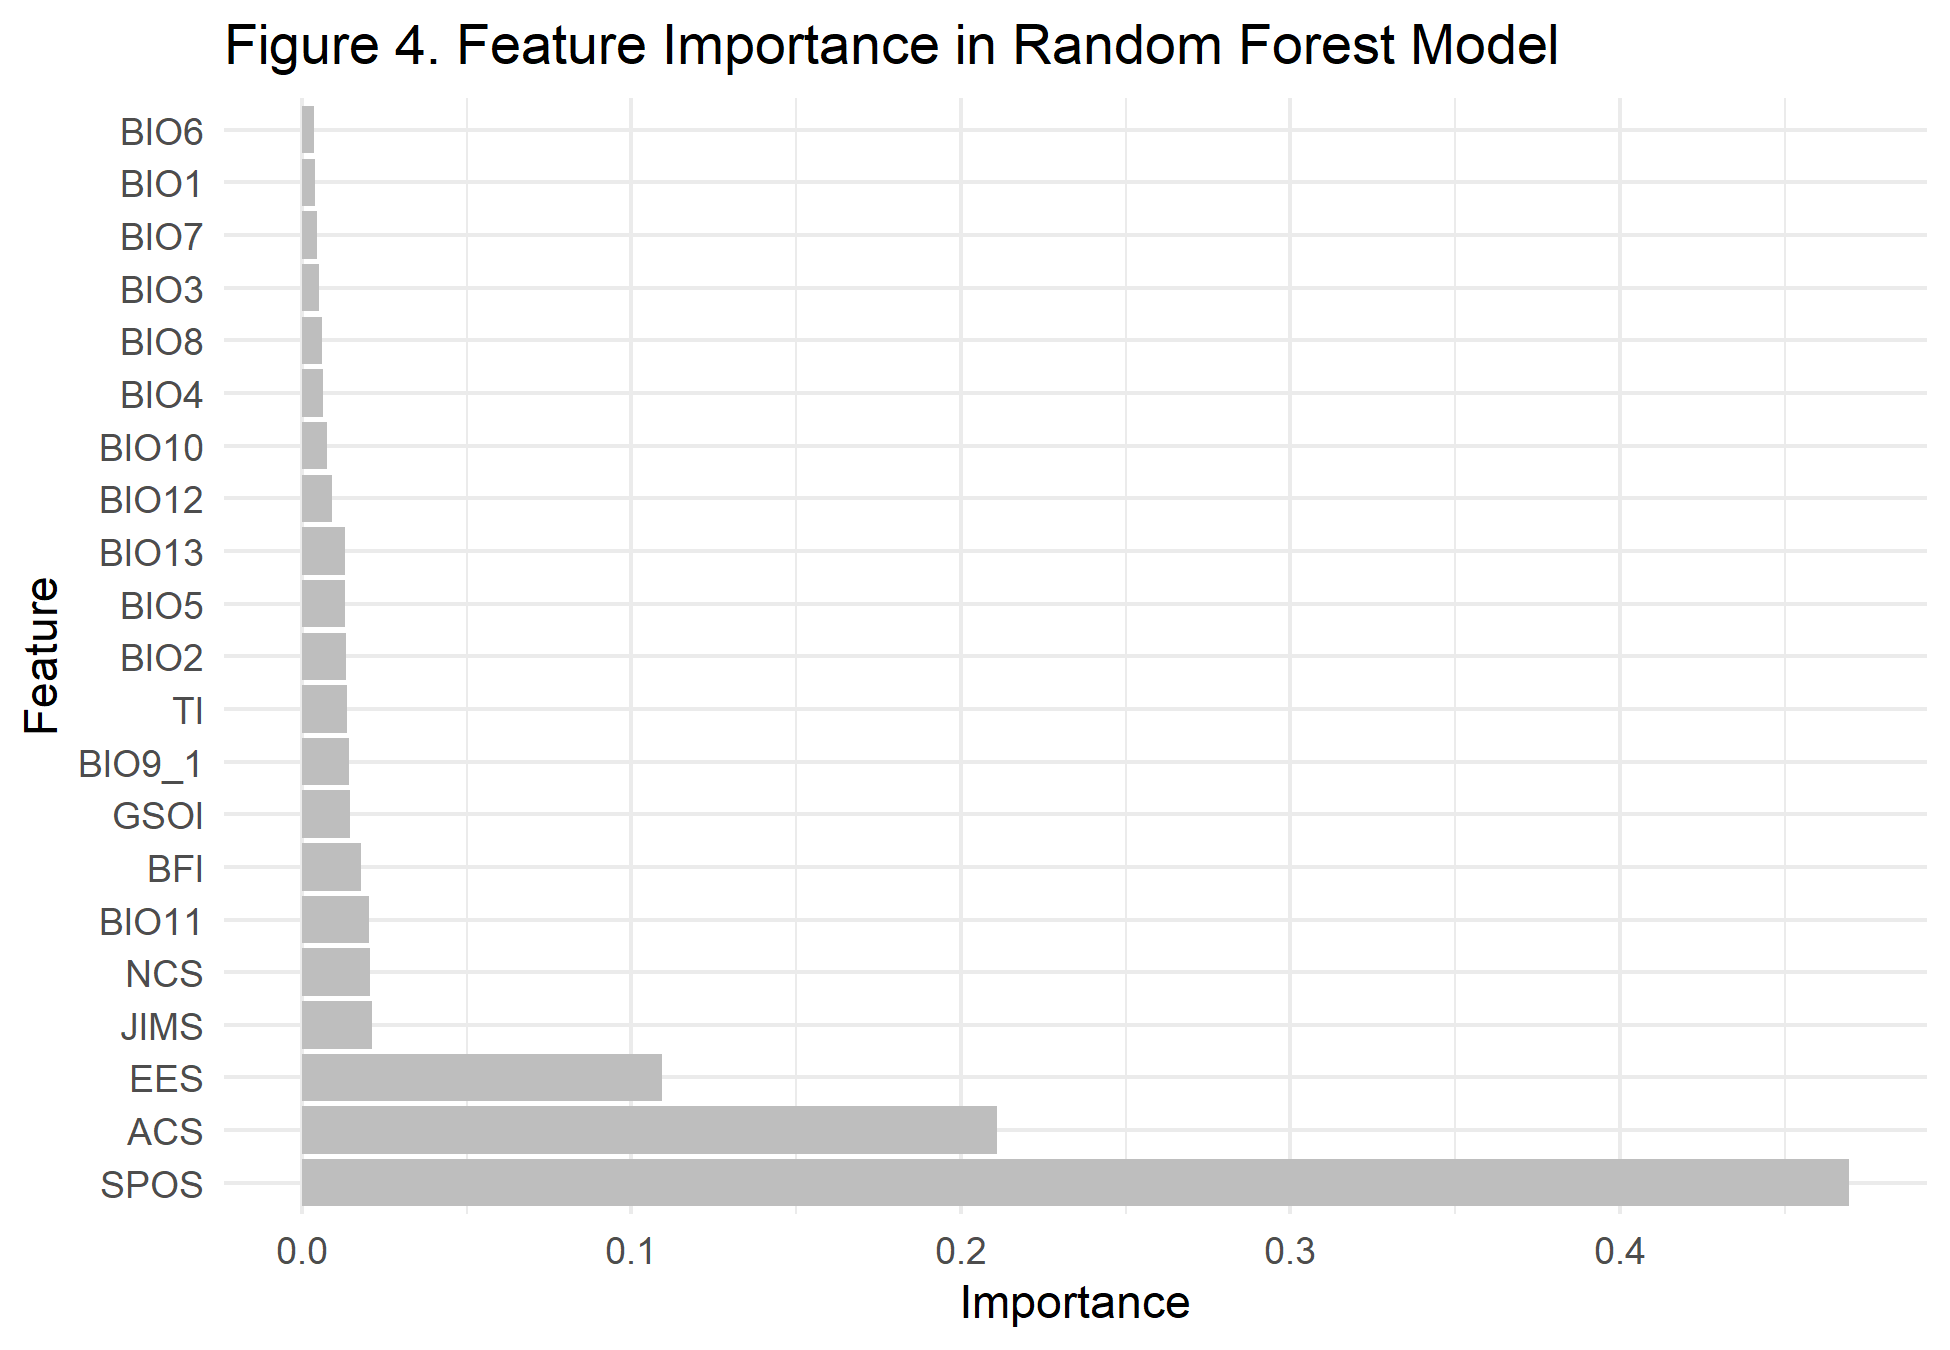 Figure 4. Feature Importance in Random Forest Model
BIO6
BIO1
BIO7
BIO3
BIO8
BIO4
BIO10
BIO12
BIO13
BIO5
BIO2
TI
BIO9_1
GSOI
BFI
BIO11
NCS
JIMS
EES
ACS
SPOS
Feature
0.0 0.1 0.2 0.3 0.4
Importance